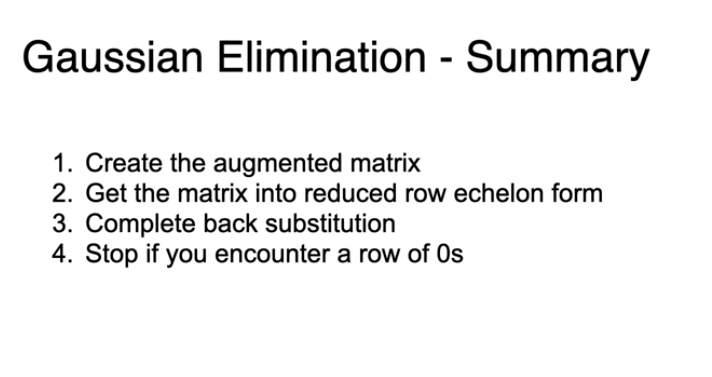 Gaussian Elimination - Summary
1. Create the augmented matrix
2. Get the matrix into reduced row echelon form
3. Complete back substitution
4. Stop if you encounter a row of 0s